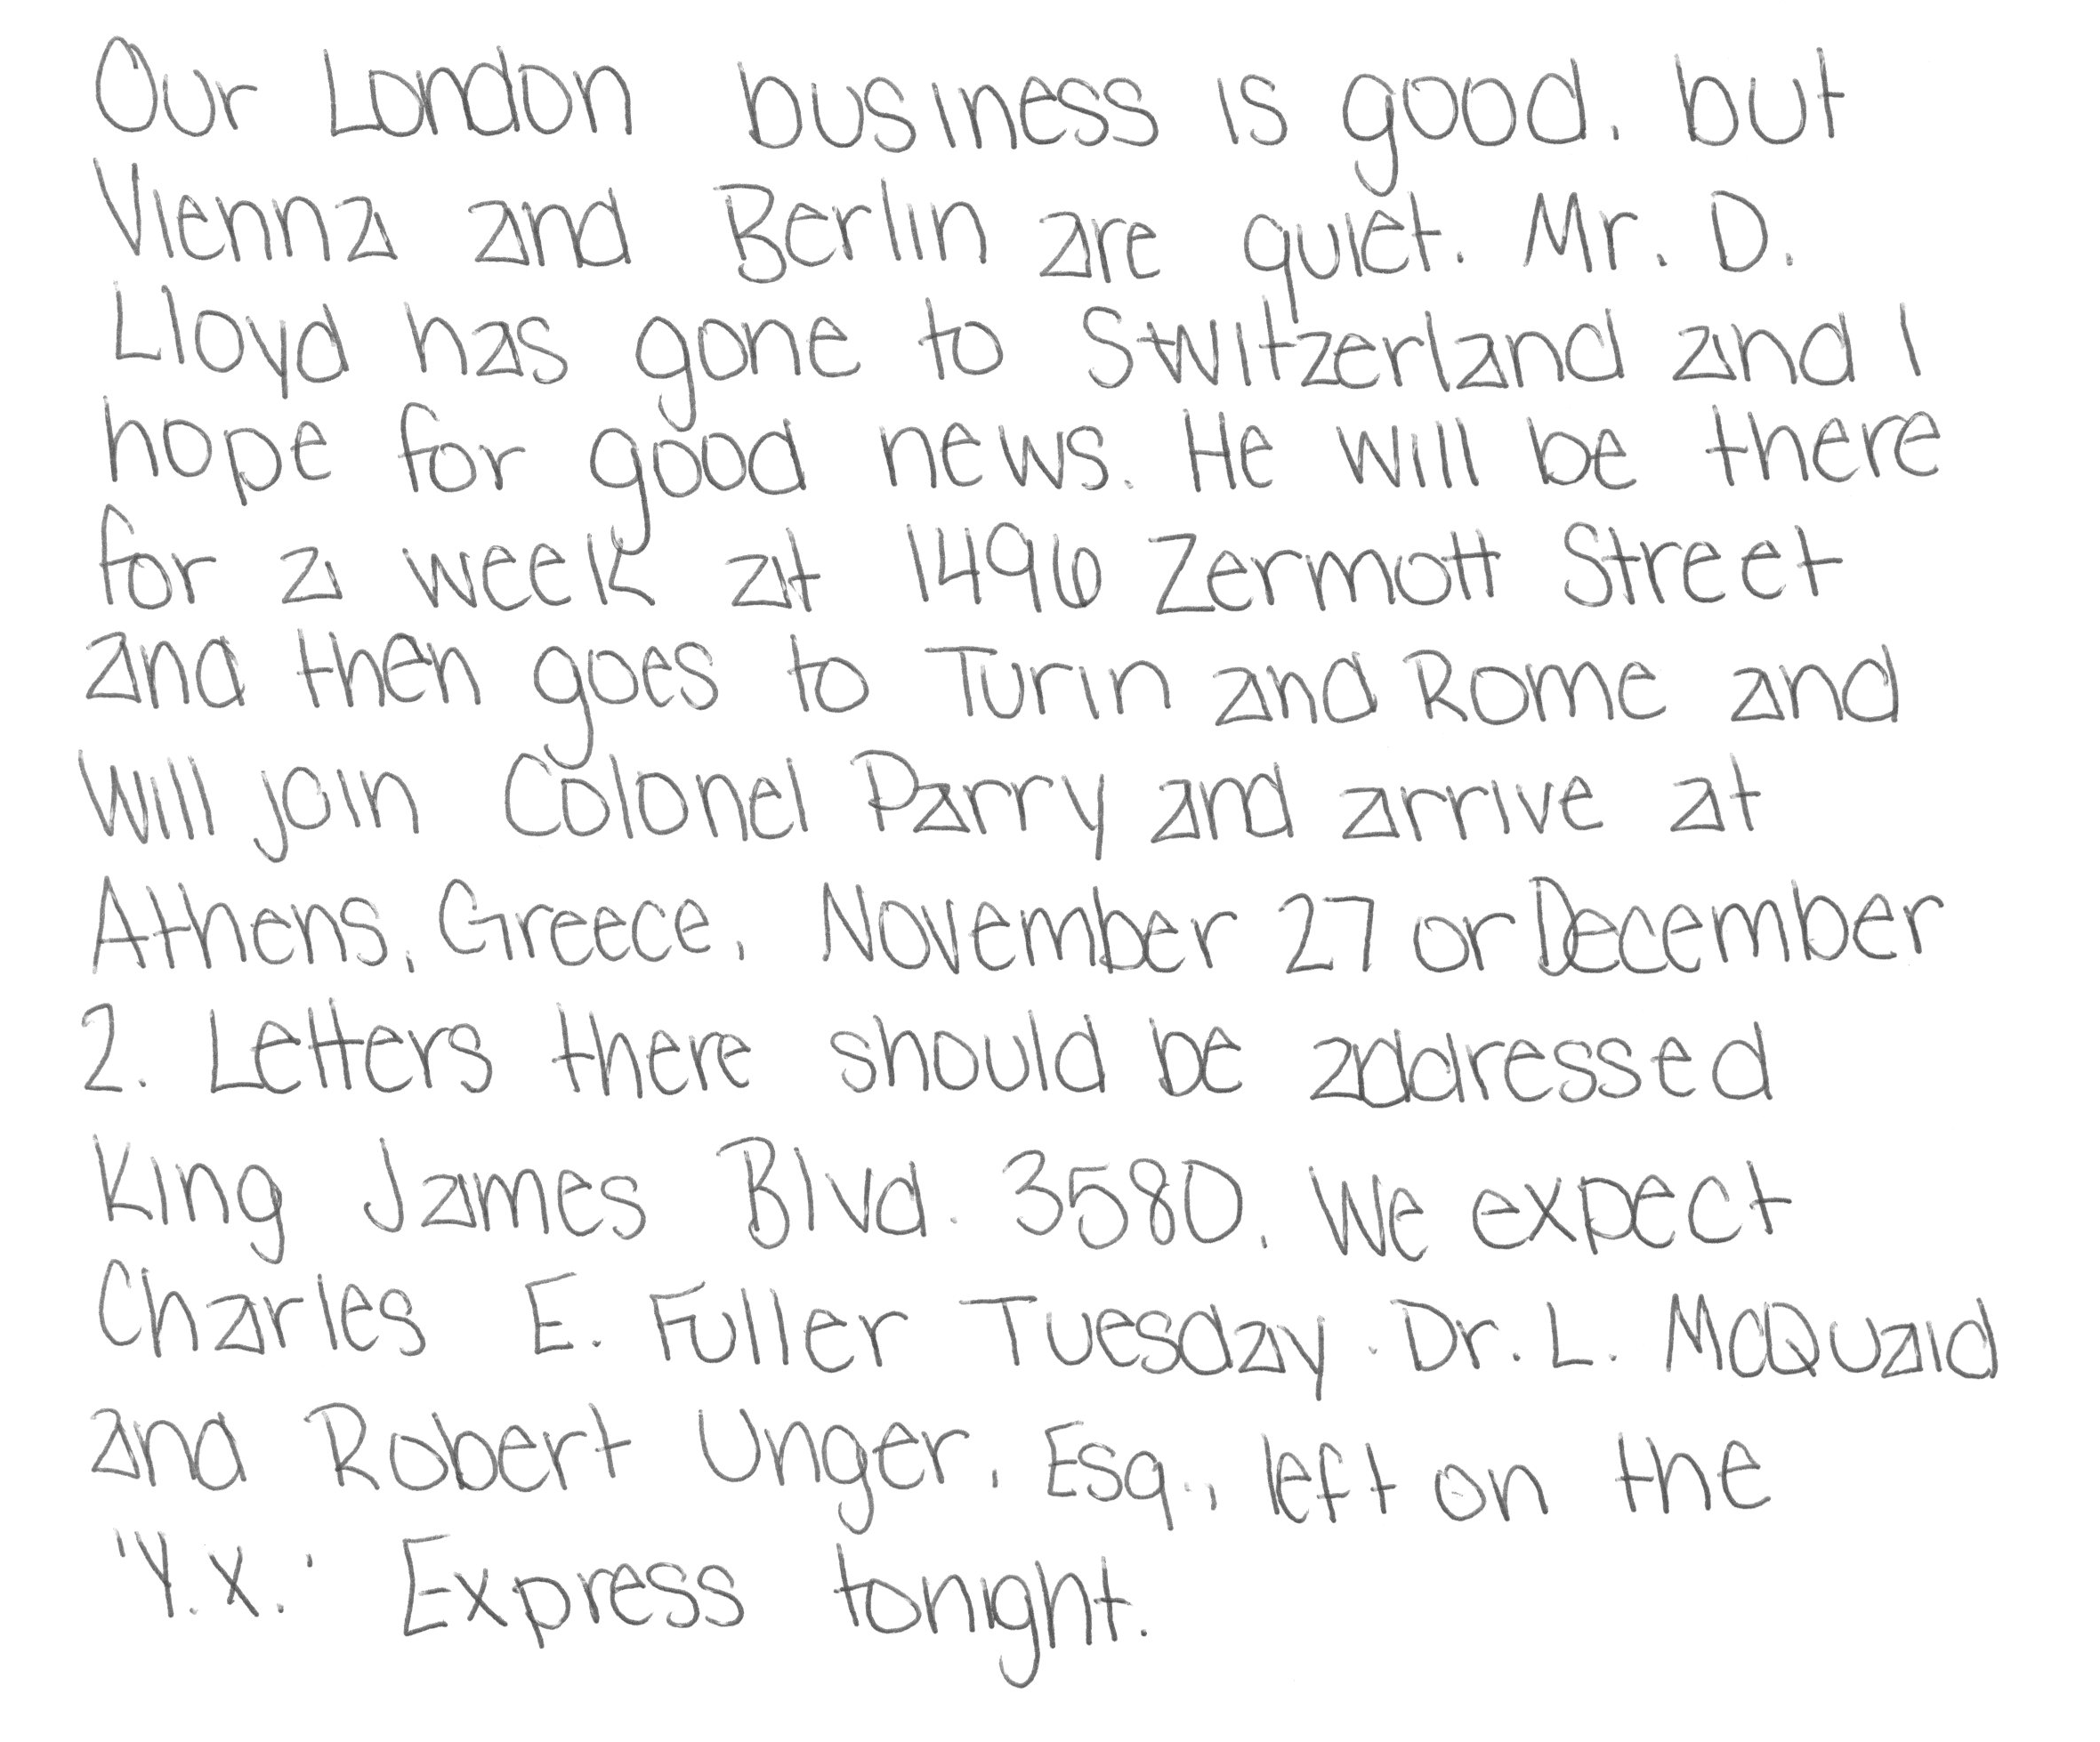 Our London business is good, but
Vienna and Berlin are quiet. Mr. D.
Lloyd has gone to Switzerland and I
hope for good news. He will be there
for a week at 1496 Zermott Street
and then goes to Turin and Rome and
will join Colonel Parry and arrive at
Athens, Greece, November 27 or December
2. Letters there should be addressed
King James Blvd. 3580. We expect
Charles E. Fuller Tuesday. Dr. L. McQuaid
and Robert Unger, Esq., left on the
"Y.X." Express tonight.